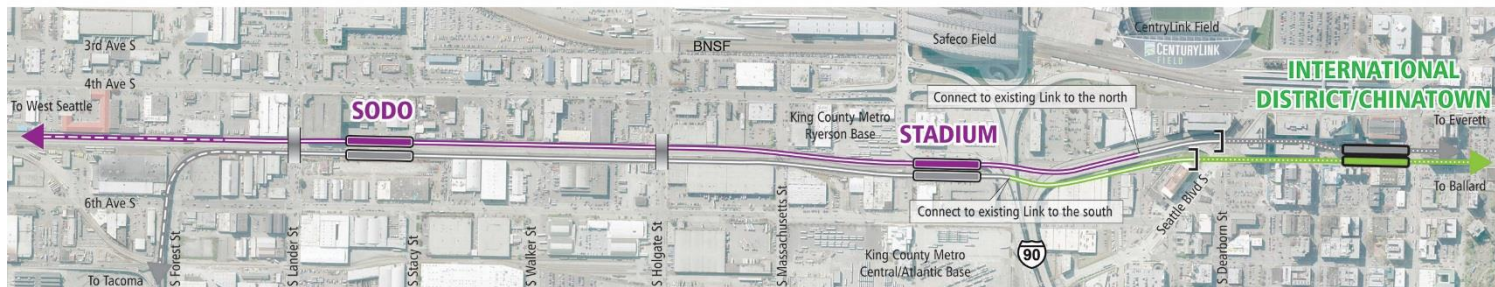 3rd Ave S
4th Ave S
To West Seattle
SODO
BNSF
Safeco Field
CentryLink Field
CENTURYLINK
FIELD
INTERNATIONAL
DISTRICT/CHINATOWN
To Everett
Connect to existing Link to the north
King County Metro
Ryerson Base
STADIUM
To Ballard
6th Ave S
Connect to existing Link to the south
To Tacoma
S Forest St
S Lander St
S Stacy St
S Walker St
S Holgate St
S Massachusetts St
King County Metro
Central/Atlantic Base
90
Seattle Blvd S
S Dearborn St